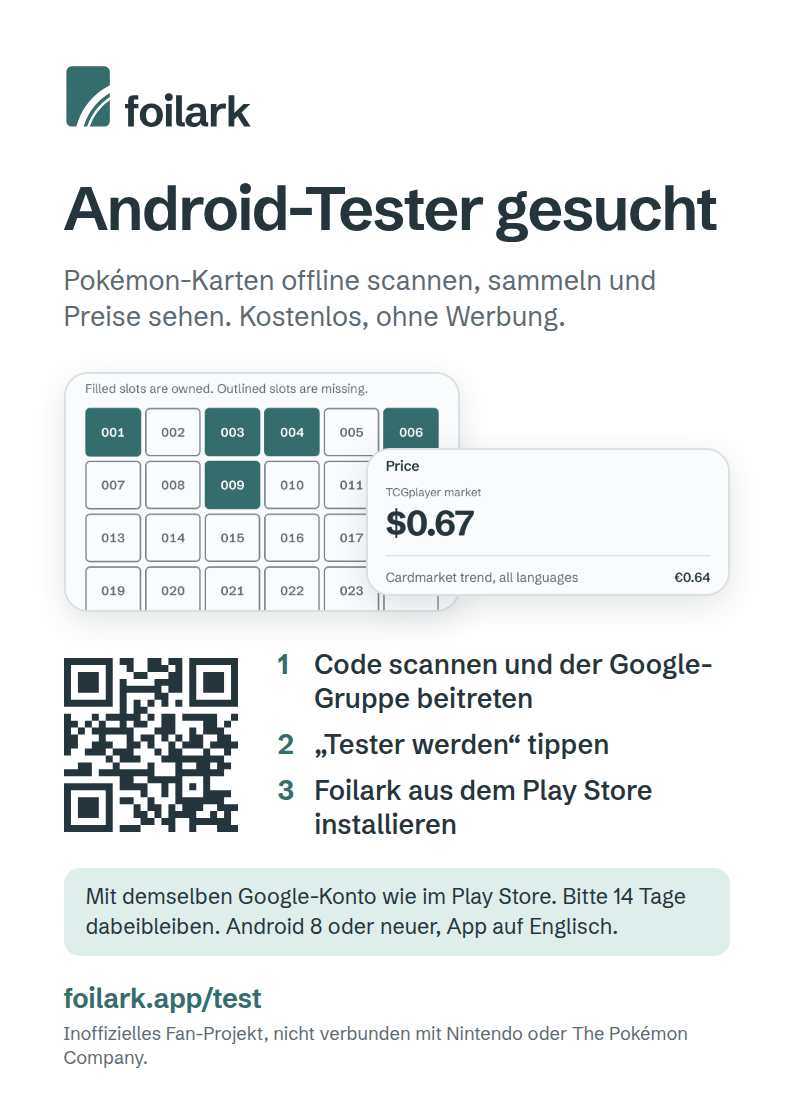 foilark
Android-Tester gesucht
Pokémon-Karten offline scannen, sammeln und
Preise sehen. Kostenlos, ohne Werbung.
Filled slots are owned. Outlined slots are missing.
001 002 003 004 005 006
007 008 009 010 011
013 014 015 016 017
019 020 021 022 023
Price
TCGplayer market
$0.67
Cardmarket trend, all languages €0.64
1 Code scannen und der Google-
Gruppe beitreten
2 „Tester werden“ tippen
3 Foilark aus dem Play Store
installieren
Mit demselben Google-Konto wie im Play Store. Bitte 14 Tage
dabeibleiben. Android 8 oder neuer, App auf Englisch.
foilark.app/test
Inoffizielles Fan-Projekt, nicht verbunden mit Nintendo oder The Pokémon
Company.